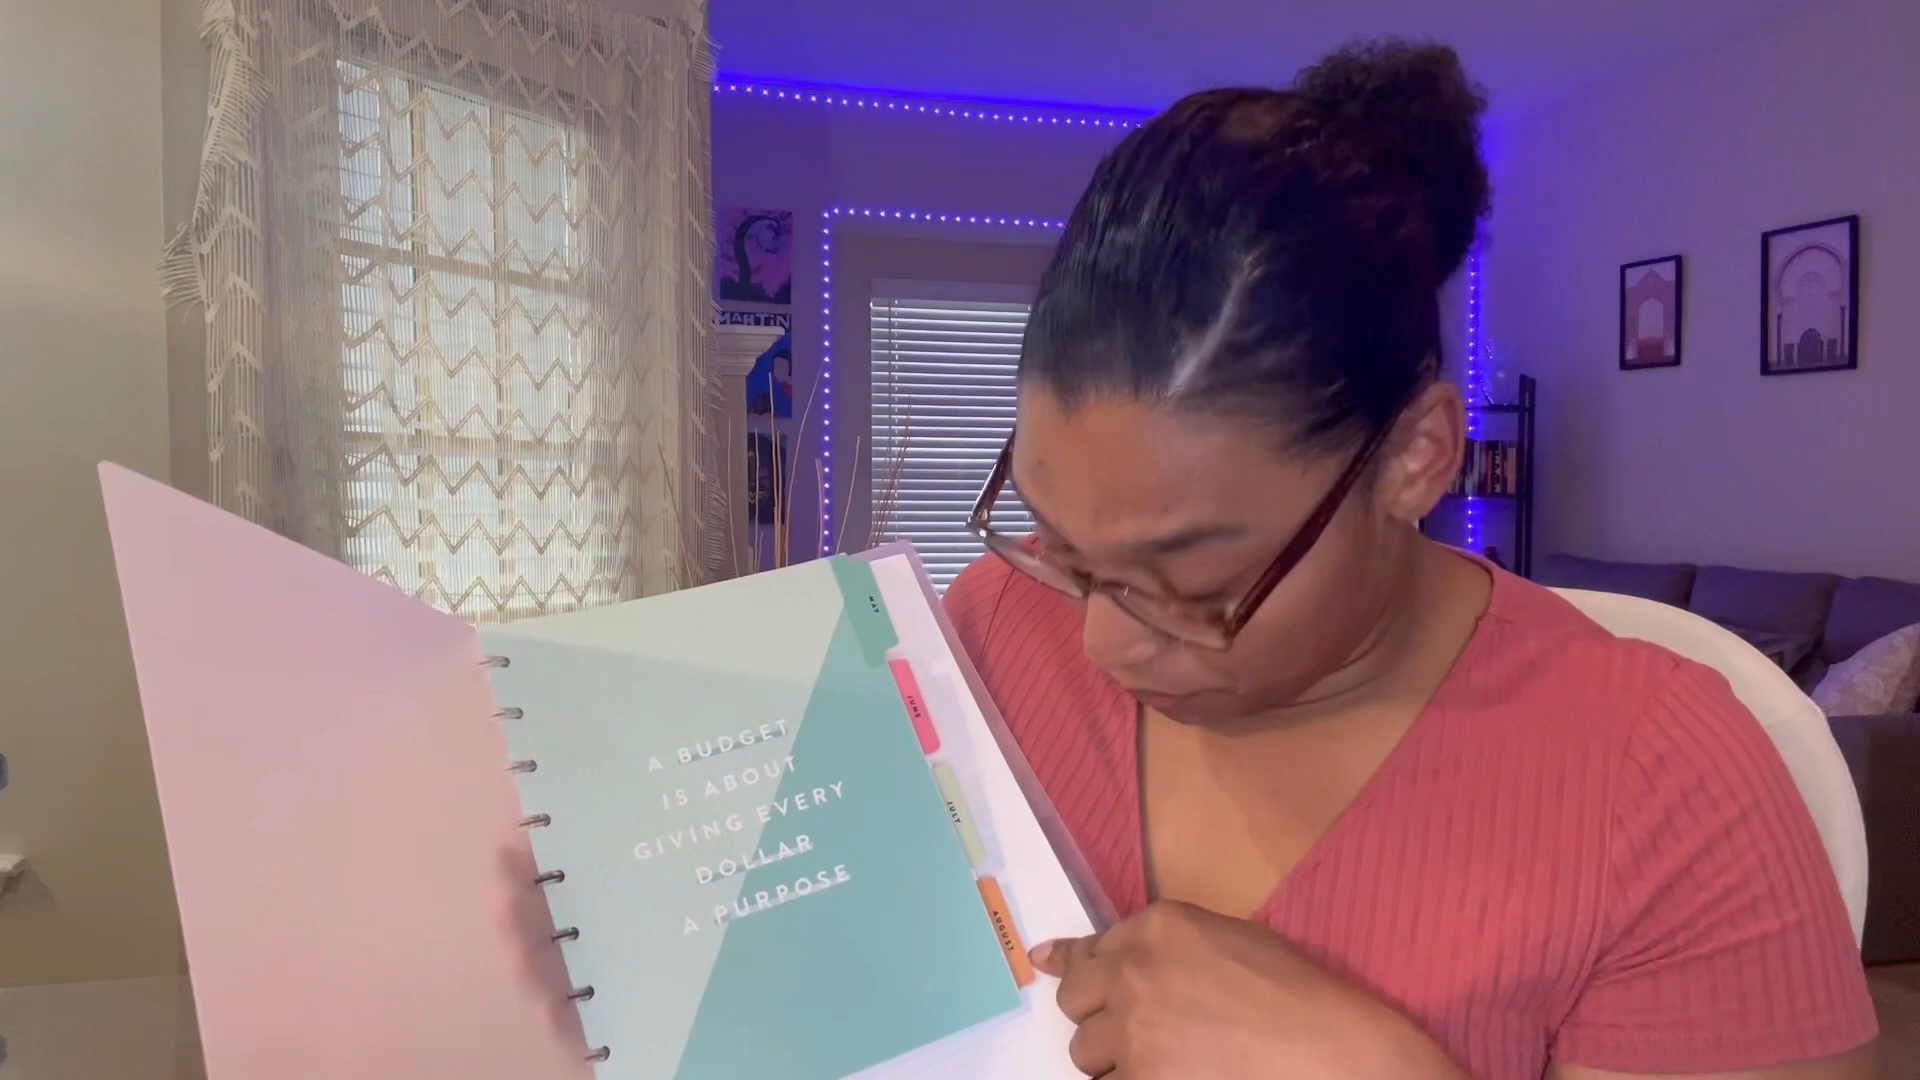 MARTIN
MAY
JUNE
JULY
AUGUST
A BUDGET
IS ABOUT
GIVING EVERY
DOLLAR
A PURPOSE